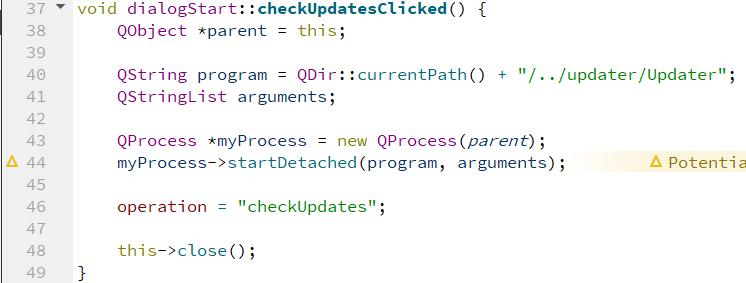 37 void dialogStart::checkUpdatesClicked() {
38 QObject *parent = this;
39
40 QString program = QDir::currentPath() + "/../updater/Updater";
41 QStringList arguments;
42
43 QProcess *myProcess = new QProcess(parent);
44 myProcess->startDetached(program, arguments); Potentia
45
46 operation = "checkUpdates";
47
48 this->close();
49 }